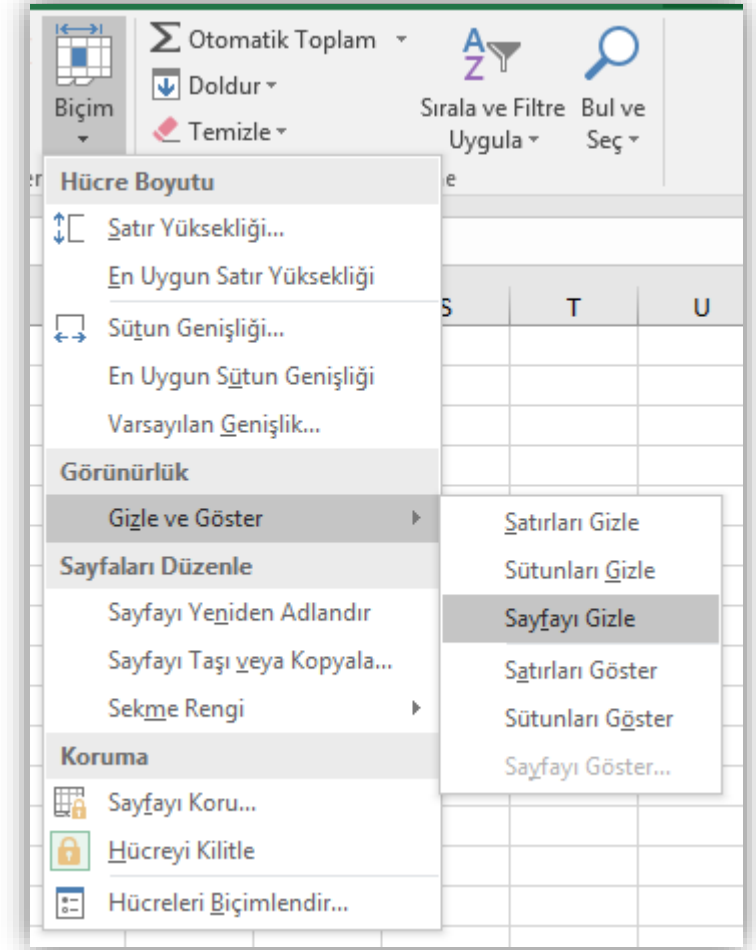 Otomatik Toplam
Doldur
Temizle
Biçim
Sırala ve Filtre
Uygula
Bul ve
Seç
Hücre Boyutu
Satır Yüksekliği...
En Uygun Satır Yüksekliği
Sütun Genişliği...
En Uygun Sütun Genişliği
Varsayılan Genişlik...
Görünürlük
Gizle ve Göster
Sayfaları Düzenle
Sayfayı Yeniden Adlandır
Sayfayı Taşı veya Kopyala...
Sekme Rengi
Koruma
Sayfayı Koru...
Hücreyi Kilitle
Hücreleri Biçimlendir...
S T U
Satırları Gizle
Sütunları Gizle
Sayfayı Gizle
Satırları Göster
Sütunları Göster
Sayfayı Göster...